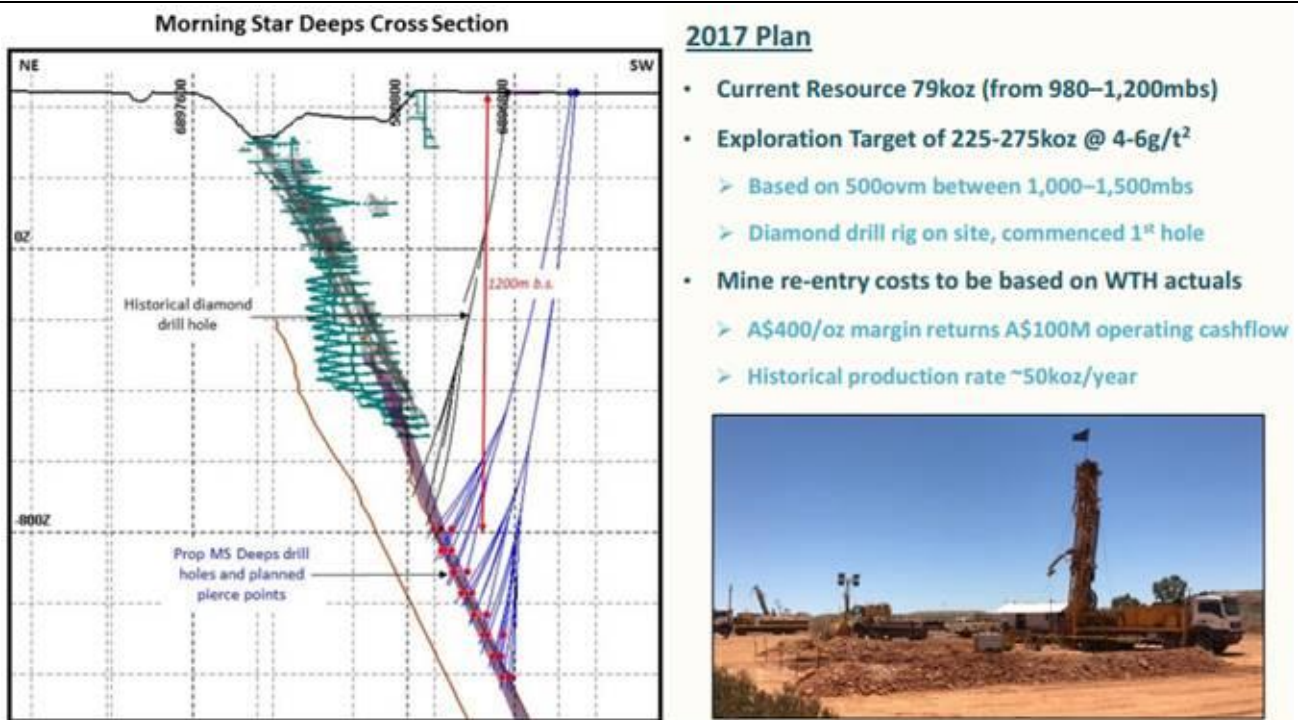 Morning Star Deeps Cross Section
NE
SW
6897600
6896800
0Z
1200m b.s.
Historical diamond
drill hole
-800Z
Prop MS Deeps drill
holes and planned
pierce points
2017 Plan
• Current Resource 79koz (from 980–1,200mbs)
• Exploration Target of 225-275koz @ 4-6g/t²
➢ Based on 500ovm between 1,000–1,500mbs
➢ Diamond drill rig on site, commenced 1st hole
• Mine re-entry costs to be based on WTH actuals
➢ A$400/oz margin returns A$100M operating cashflow
➢ Historical production rate ~50koz/year